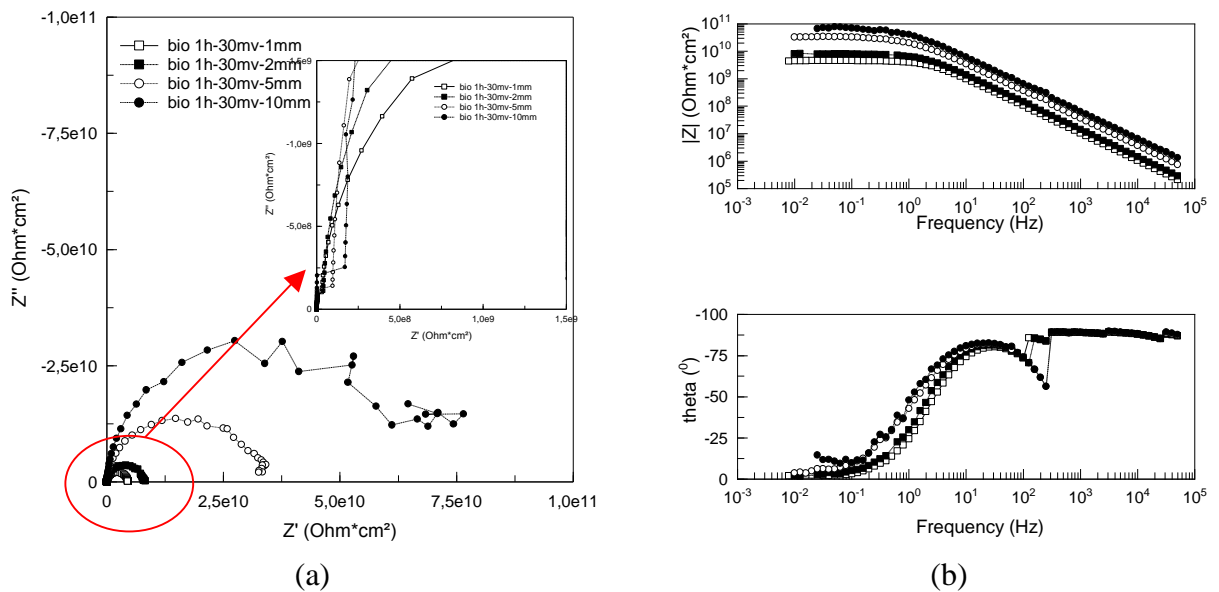 -1,0e11
bio 1h-30mv-1mm
bio 1h-30mv-2mm
bio 1h-30mv-5mm
bio 1h-30mv-10mm
-7,5e10
-5,0e10
-2,5e10
0
0
2,5e10
5,0e10
7,5e10
1,0e11
Z'' (Ohm*cm²)
Z' (Ohm*cm²)
-1,5e9
bio 1h-30mv-1mm
bio 1h-30mv-2mm
bio 1h-30mv-5mm
bio 1h-30mv-10mm
-1,0e9
-5,0e8
0
0
5,0e8
1,0e9
1,5e9
Z'' (Ohm*cm²)
Z' (Ohm*cm²)
(a)
10¹¹
10¹⁰
10⁹
10⁸
10⁷
10⁶
10⁵
|Z| (Ohm*cm²)
10⁻³ 10⁻² 10⁻¹ 10⁰ 10¹ 10² 10³ 10⁴ 10⁵
Frequency (Hz)
-100
-75
-50
-25
0
theta (⁰)
10⁻³ 10⁻² 10⁻¹ 10⁰ 10¹ 10² 10³ 10⁴ 10⁵
Frequency (Hz)
(b)